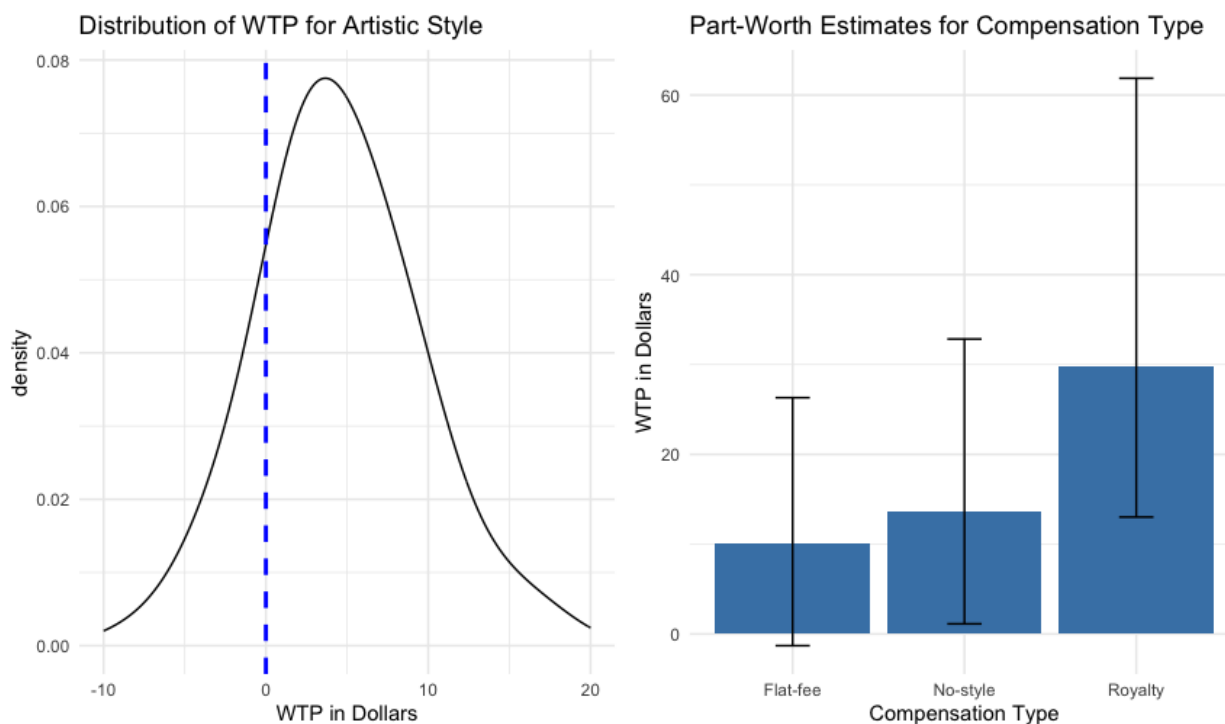 Distribution of WTP for Artistic Style
0.08
0.06
0.04
0.02
0.00
density
-10
0
10
20
WTP in Dollars
Part-Worth Estimates for Compensation Type
60
40
20
0
WTP in Dollars
Flat-fee
No-style
Royalty
Compensation Type